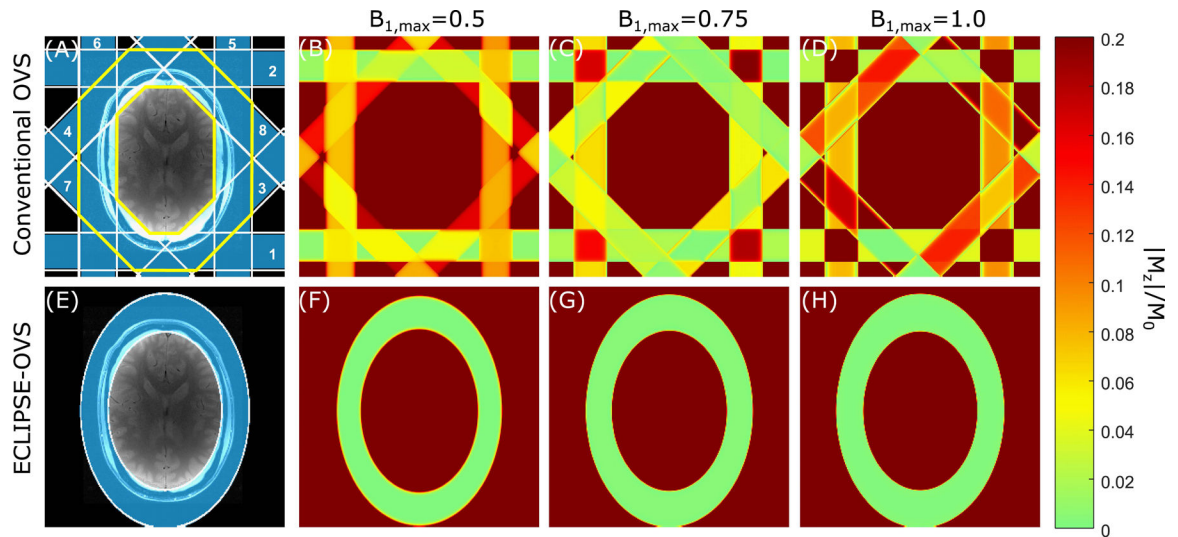 B1,max=0.5
B1,max=0.75
B1,max=1.0
Conventional OVS
(A)
6
5
2
4
8
7
3
1
(B)
(C)
(D)
ECLIPSE-OVS
(E)
(F)
(G)
(H)
0.2
0.18
0.16
0.14
0.12
0.1
0.08
0.06
0.04
0.02
0
|Mz|/M0